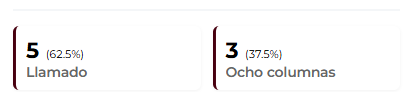 5 (62.5%)
Llamado
3 (37.5%)
Ocho columnas